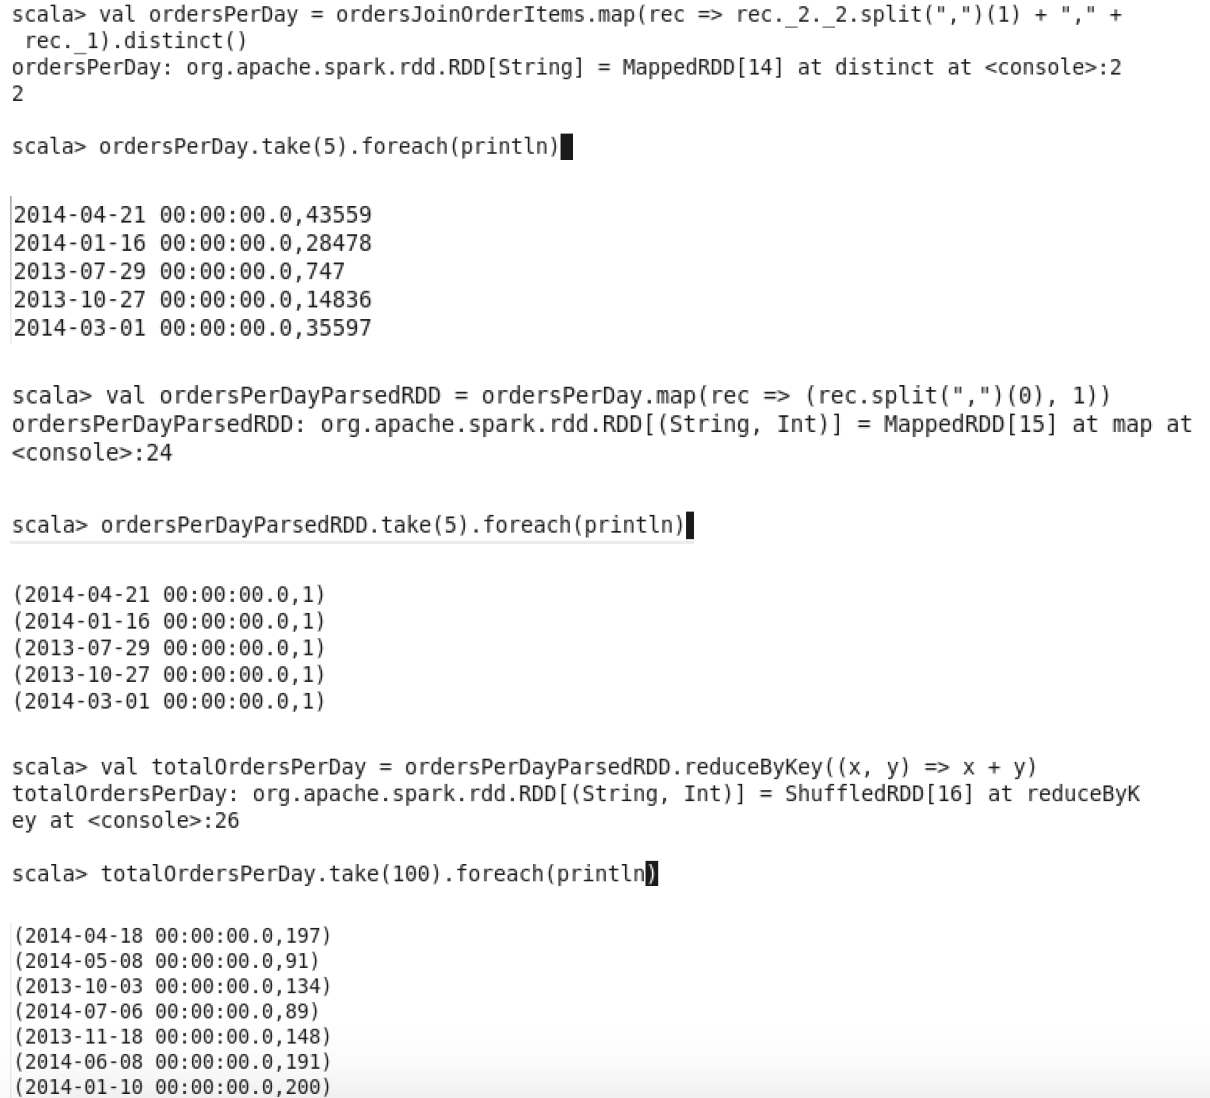 scala> val ordersPerDay = ordersJoinOrderItems.map(rec => rec._2._2.split(",")(1) + "," +
rec._1).distinct()
ordersPerDay: org.apache.spark.rdd.RDD[String] = MappedRDD[14] at distinct at <console>:2
2
scala> ordersPerDay.take(5).foreach(println)
2014-04-21 00:00:00.0,43559
2014-01-16 00:00:00.0,28478
2013-07-29 00:00:00.0,747
2013-10-27 00:00:00.0,14836
2014-03-01 00:00:00.0,35597
scala> val ordersPerDayParsedRDD = ordersPerDay.map(rec => (rec.split(",")(0), 1))
ordersPerDayParsedRDD: org.apache.spark.rdd.RDD[(String, Int)] = MappedRDD[15] at map at
<console>:24
scala> ordersPerDayParsedRDD.take(5).foreach(println)
(2014-04-21 00:00:00.0,1)
(2014-01-16 00:00:00.0,1)
(2013-07-29 00:00:00.0,1)
(2013-10-27 00:00:00.0,1)
(2014-03-01 00:00:00.0,1)
scala> val totalOrdersPerDay = ordersPerDayParsedRDD.reduceByKey((x, y) => x + y)
totalOrdersPerDay: org.apache.spark.rdd.RDD[(String, Int)] = ShuffledRDD[16] at reduceByK
ey at <console>:26
scala> totalOrdersPerDay.take(100).foreach(println)
(2014-04-18 00:00:00.0,197)
(2014-05-08 00:00:00.0,91)
(2013-10-03 00:00:00.0,134)
(2014-07-06 00:00:00.0,89)
(2013-11-18 00:00:00.0,148)
(2014-06-08 00:00:00.0,191)
(2014-01-10 00:00:00.0,200)